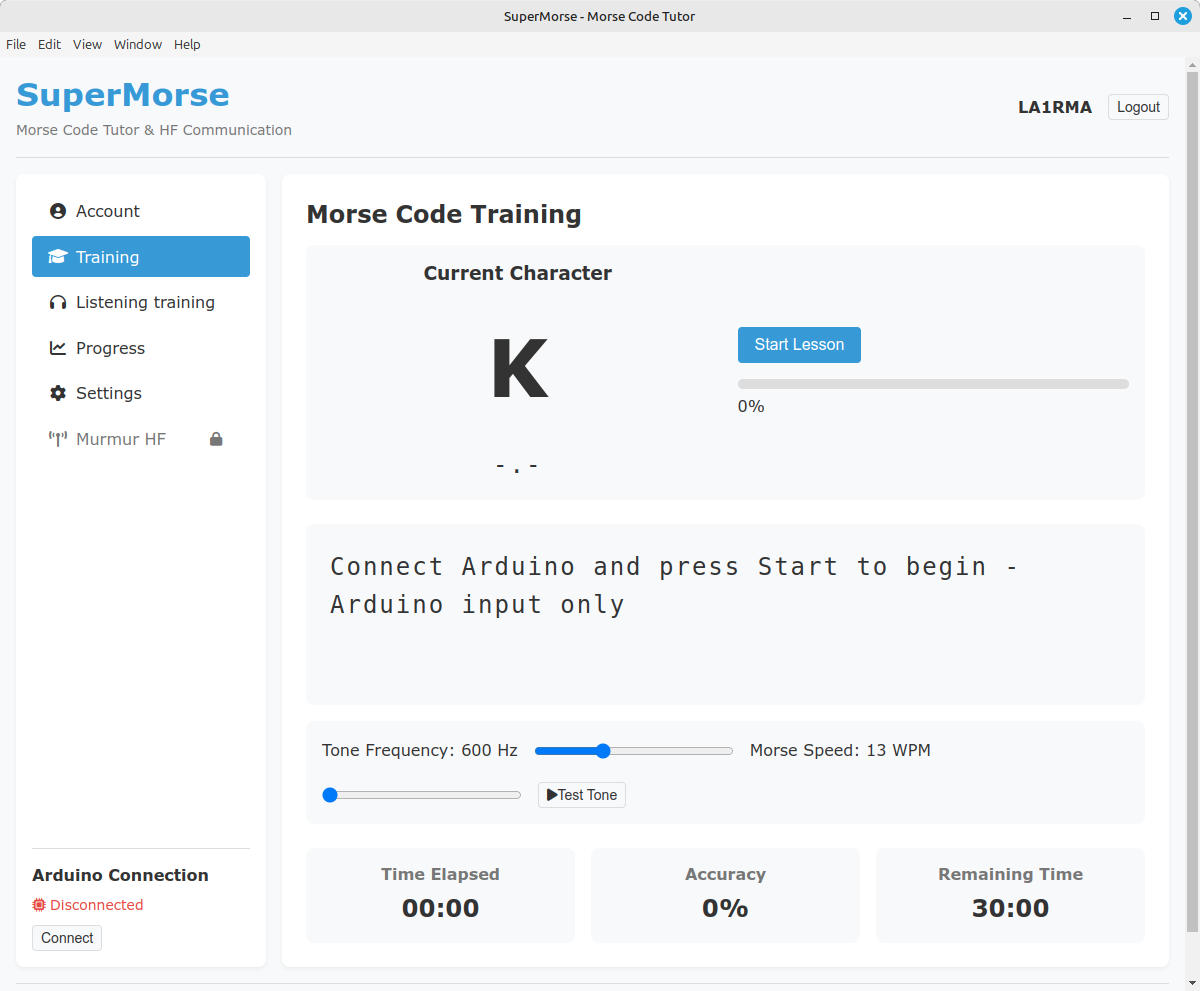 SuperMorse - Morse Code Tutor
File Edit View Window Help
SuperMorse
Morse Code Tutor & HF Communication
LA1RMA
Logout
Account
Training
Listening training
Progress
Settings
Murmur HF
Arduino Connection
Disconnected
Connect
Morse Code Training
Current Character
K
-.-
Start Lesson
0%
Connect Arduino and press Start to begin -
Arduino input only
Tone Frequency: 600 Hz
Morse Speed: 13 WPM
Test Tone
Time Elapsed
00:00
Accuracy
0%
Remaining Time
30:00